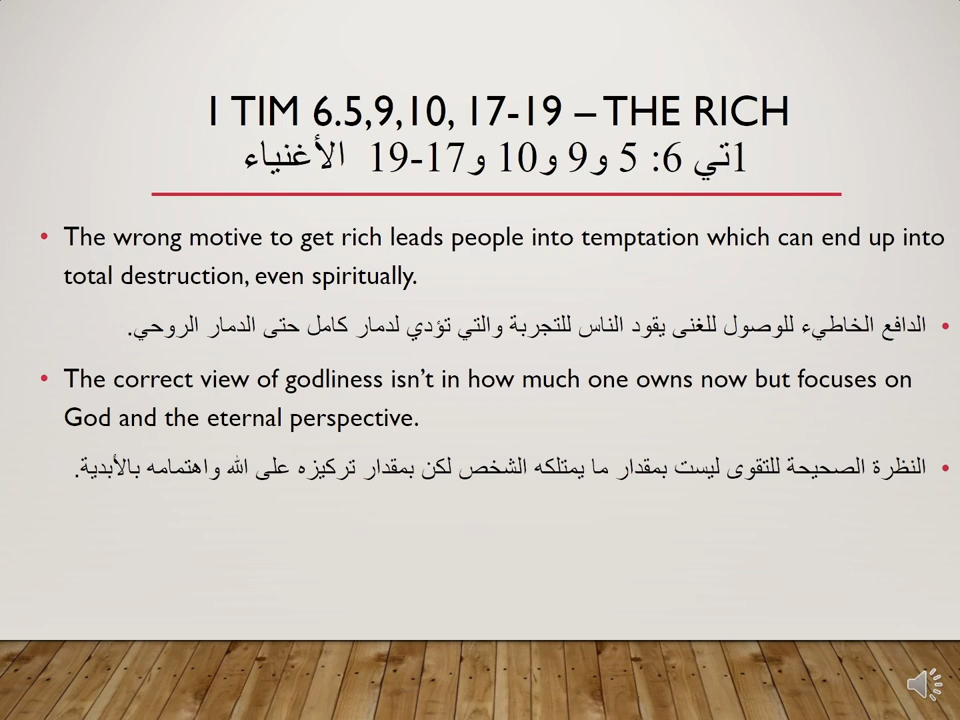 1 TIM 6.5,9,10, 17-19 – THE RICH
1تي 6: 5 و9 و10 و17-19 الأغنياء
• The wrong motive to get rich leads people into temptation which can end up into
total destruction, even spiritually.
• الدافع الخاطيء للوصول للغنى يقود الناس للتجربة والتي تؤدي لدمار كامل حتى الدمار الروحي.
• The correct view of godliness isn’t in how much one owns now but focuses on
God and the eternal perspective.
• النظرة الصحيحة للتقوى ليست بمقدار ما يمتلكه الشخص لكن بمقدار تركيزه على الله واهتمامه بالأبدية.